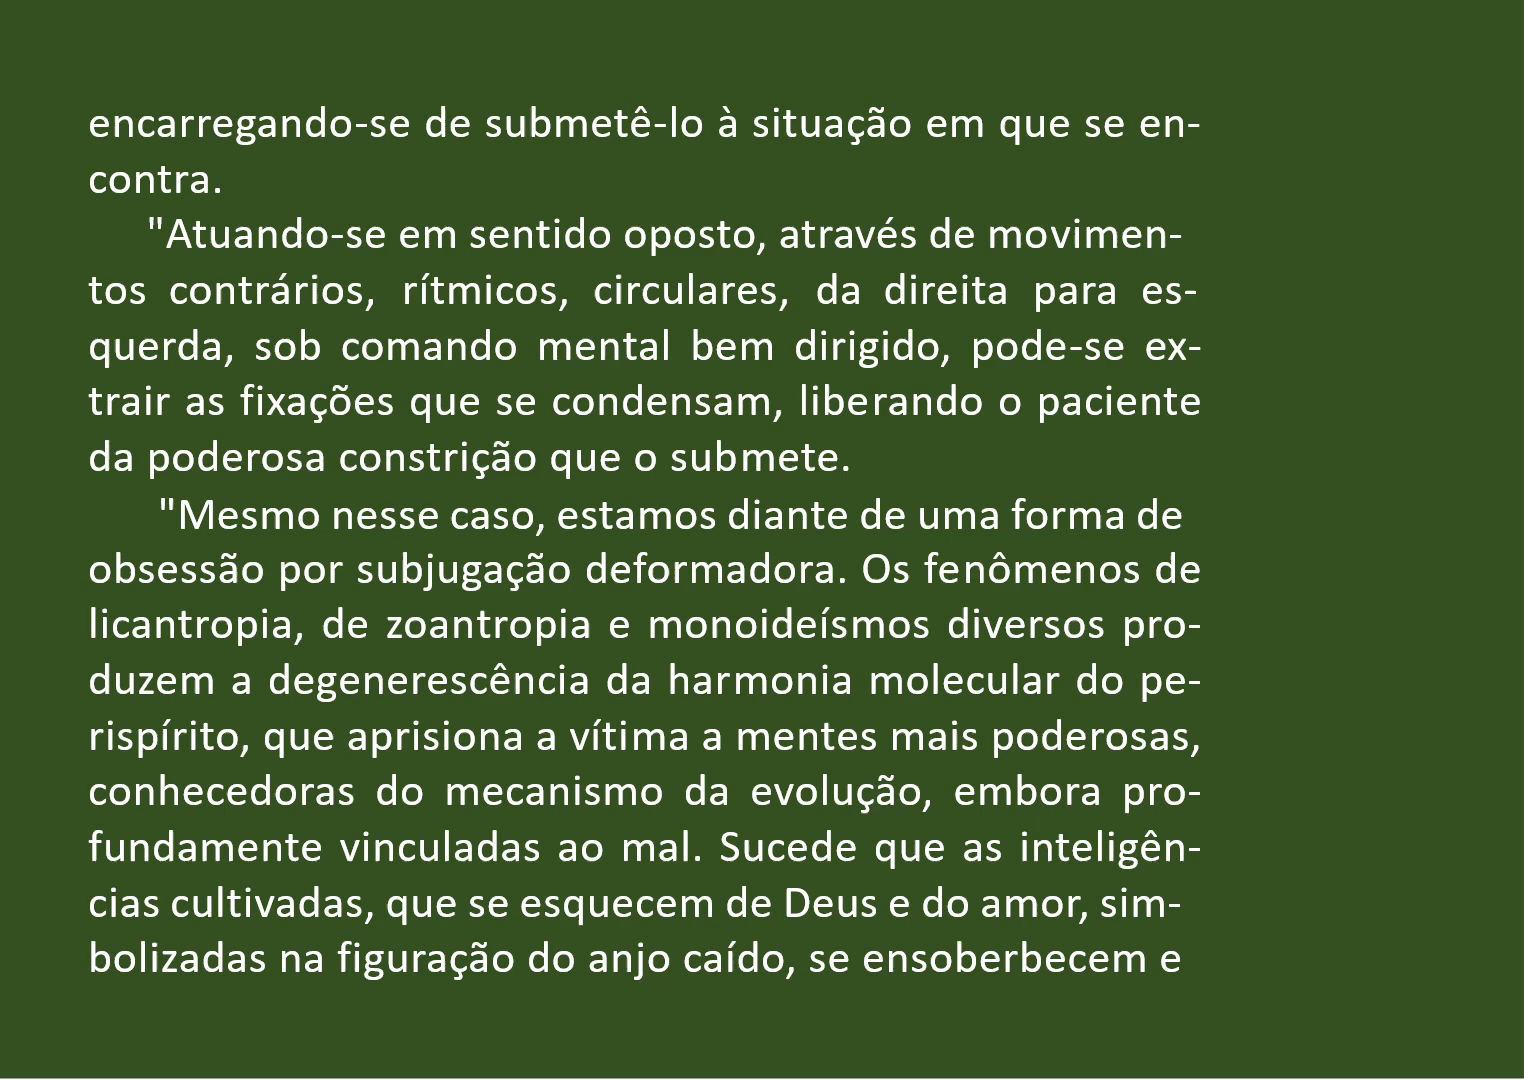 encarregando-se de submetê-lo à situação em que se en-
contra.
"Atuando-se em sentido oposto, através de movimen-
tos contrários, rítmicos, circulares, da direita para es-
querda, sob comando mental bem dirigido, pode-se ex-
trair as fixações que se condensam, liberando o paciente
da poderosa constrição que o submete.
"Mesmo nesse caso, estamos diante de uma forma de
obsessão por subjugação deformadora. Os fenômenos de
licantropia, de zoantropia e monoideísmos diversos pro-
duzem a degenerescência da harmonia molecular do pe-
rispírito, que aprisiona a vítima a mentes mais poderosas,
conhecedoras do mecanismo da evolução, embora pro-
fundamente vinculadas ao mal. Sucede que as inteligên-
cias cultivadas, que se esquecem de Deus e do amor, sim-
bolizadas na figuração do anjo caído, se ensoberbecem e